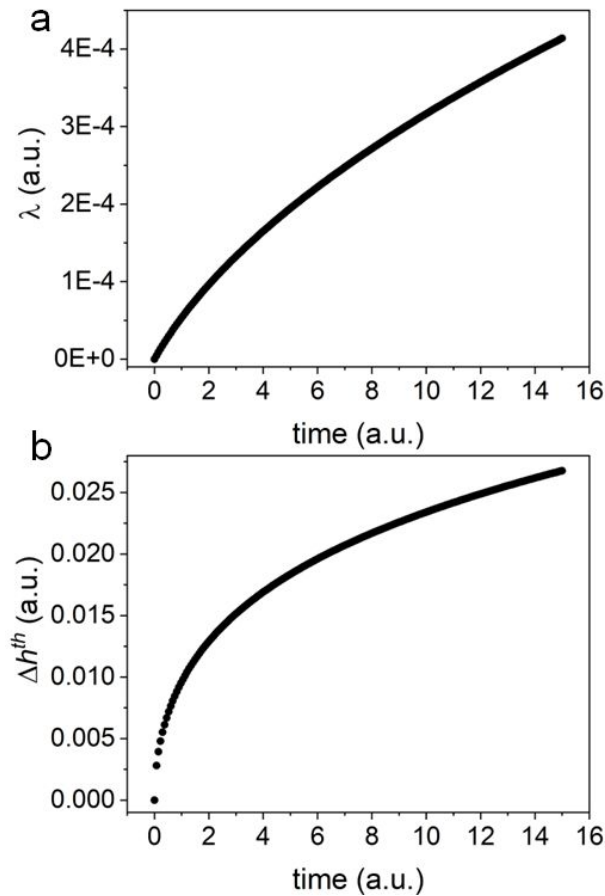 a
4E-4
3E-4
2E-4
1E-4
0E+0
λ (a.u.)
0 2 4 6 8 10 12 14 16
time (a.u.)
b
0.025
0.020
0.015
0.010
0.005
0.000
Δh^th (a.u.)
0 2 4 6 8 10 12 14 16
time (a.u.)